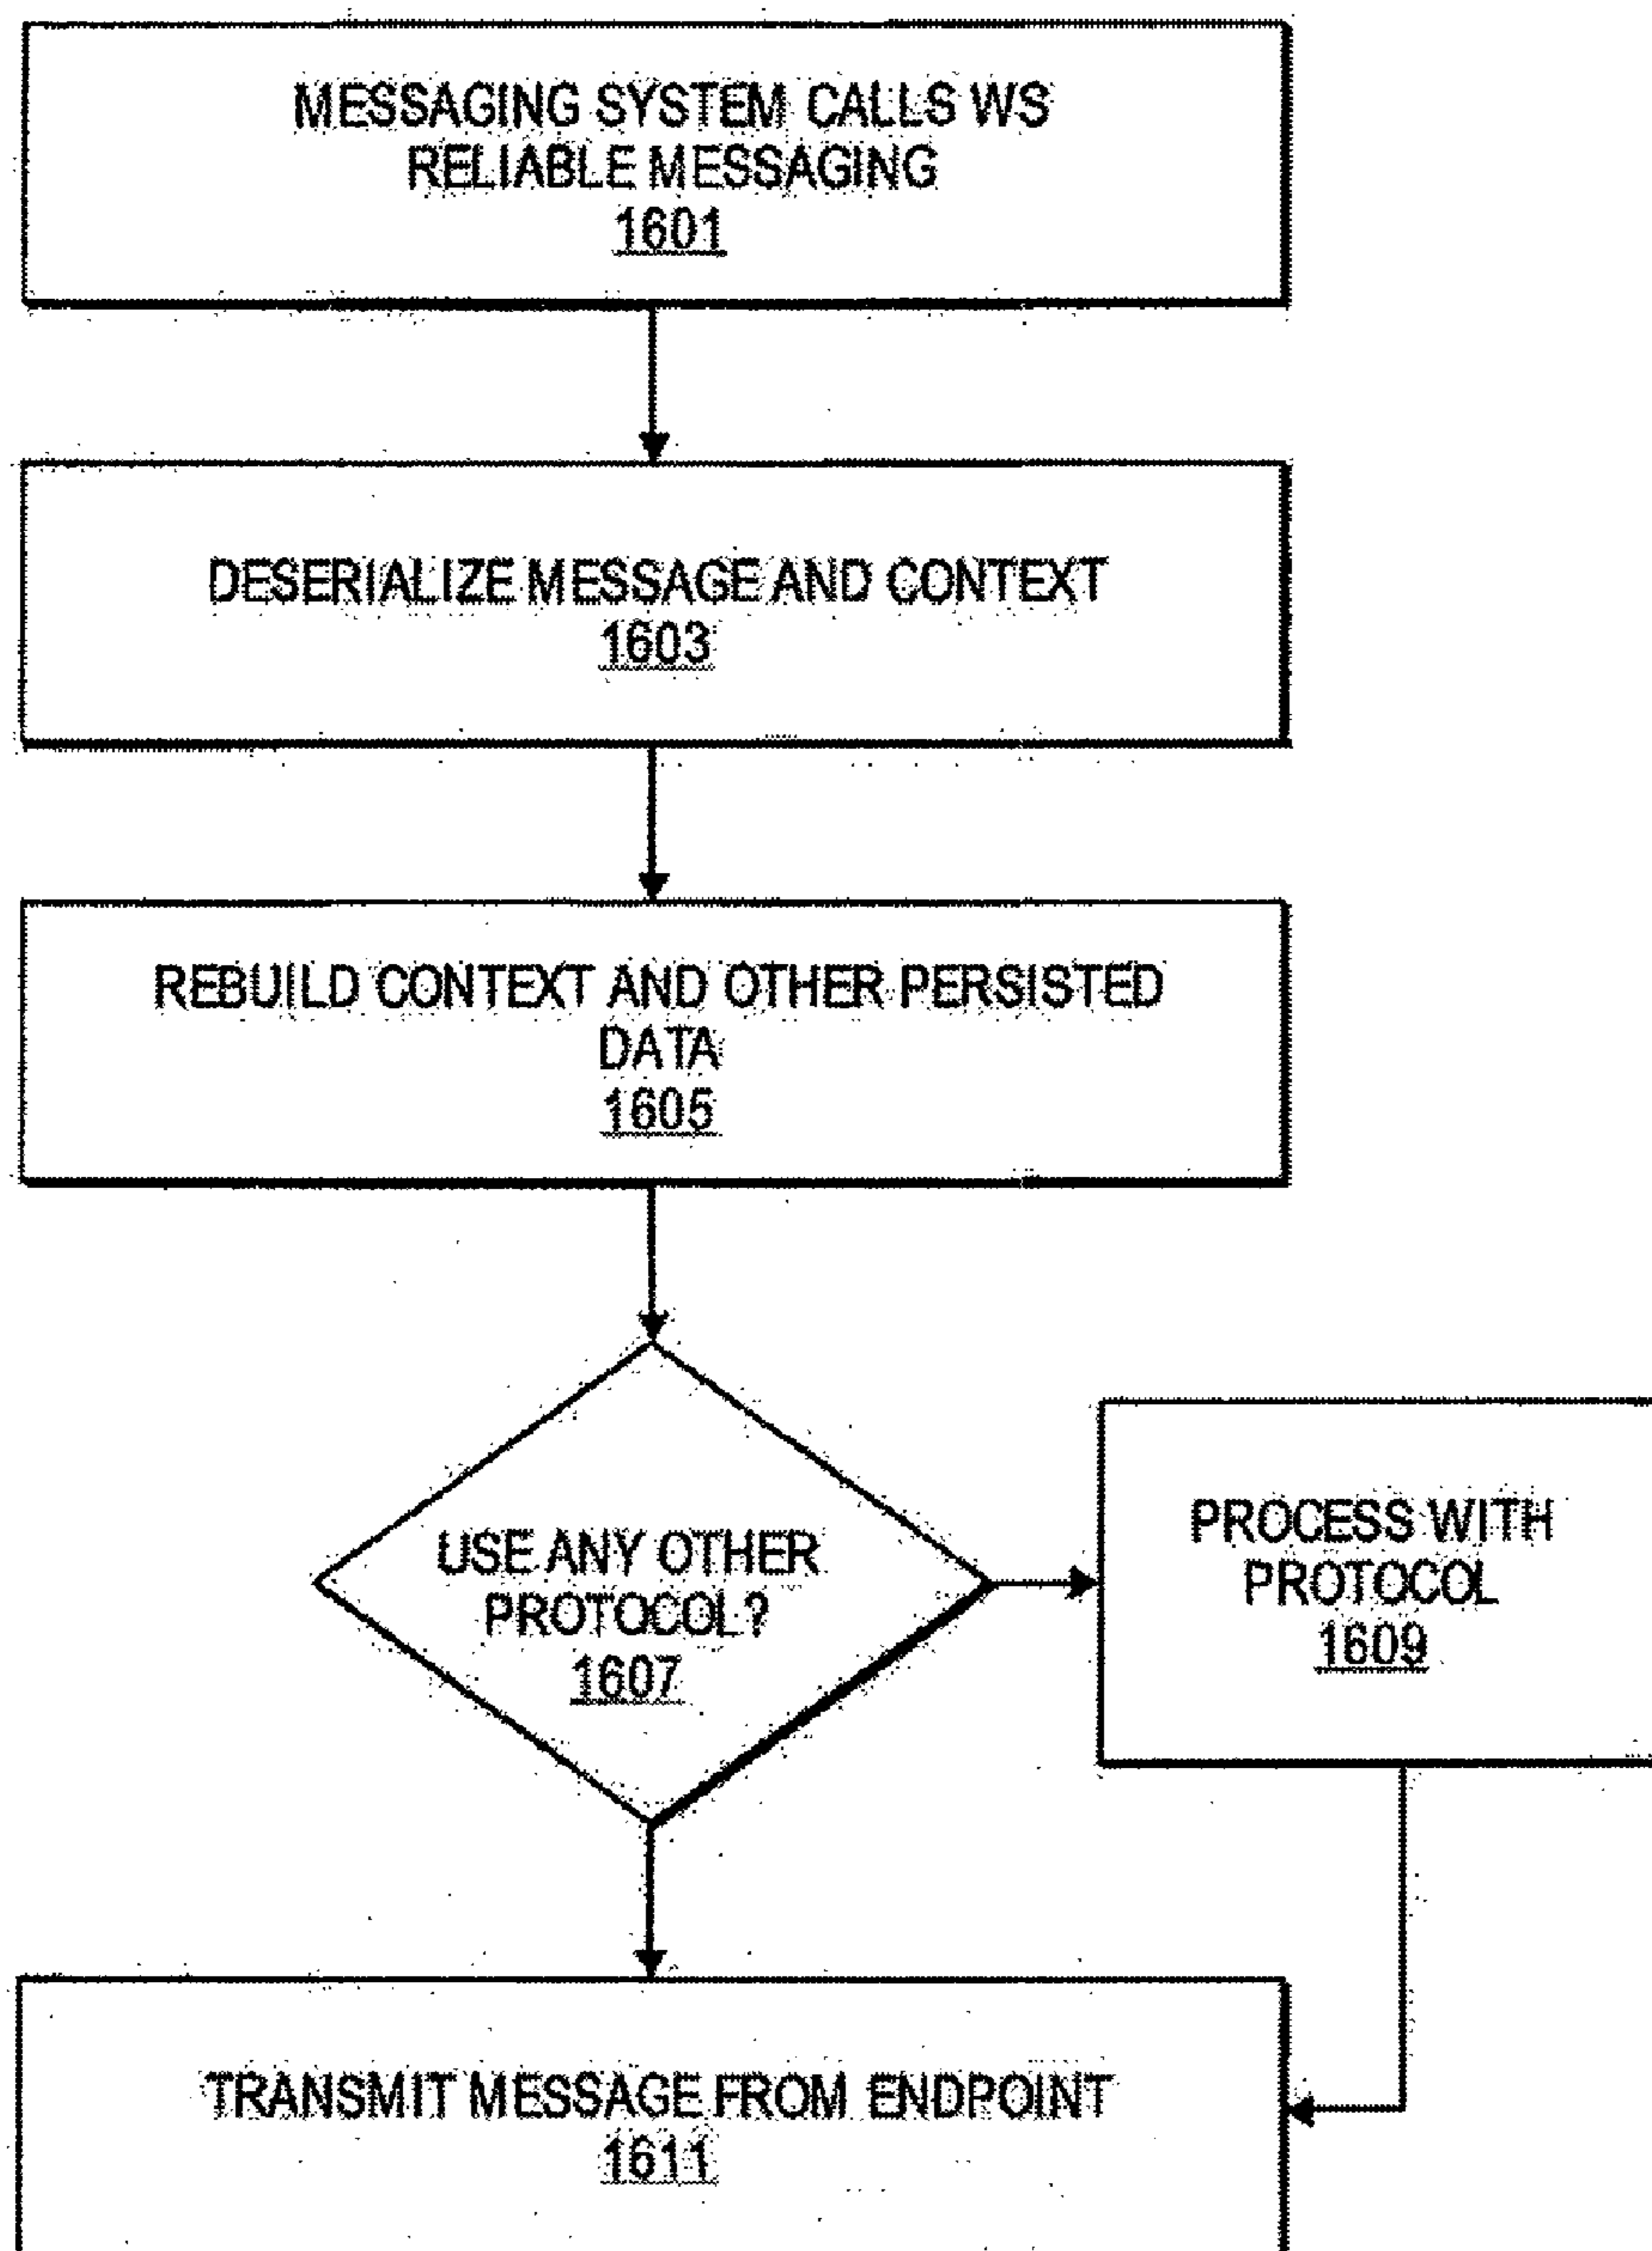 MESSAGING SYSTEM CALLS WS
RELIABLE MESSAGING
1601
DESERIALIZE MESSAGE AND CONTEXT
1603
REBUILD CONTEXT AND OTHER PERSISTED
DATA
1605
USE ANY OTHER
PROTOCOL?
1607
PROCESS WITH
PROTOCOL
1609
TRANSMIT MESSAGE FROM ENDPOINT
1611